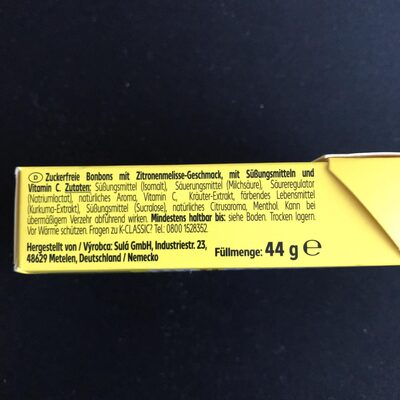 D Zuckerfreie Bonbons mit Zitronenmelisse-Geschmack, mit Süßungsmitteln und
Vitamin C. Zutaten: Süßungsmittel (Isomalt), Säuerungsmittel (Milchsäure), Säureregulator
(Natriumlactat), natürliches Aroma, Vitamin C, Kräuter-Extrakt, färbendes Lebensmittel
(Kurkuma-Extrakt), Süßungsmittel (Sucralose), natürliches Citrusaroma, Menthol. Kann bei
übermäßigem Verzehr abführend wirken. Mindestens haltbar bis: siehe Boden. Trocken lagern.
Vor Wärme schützen. Fragen zu K-CLASSIC? Tel.: 0800 1528352.
Hergestellt von / Výrobca: Sulá GmbH, Industriestr. 23,
48629 Metelen, Deutschland / Nemecko
Füllmenge: 44 g ℮